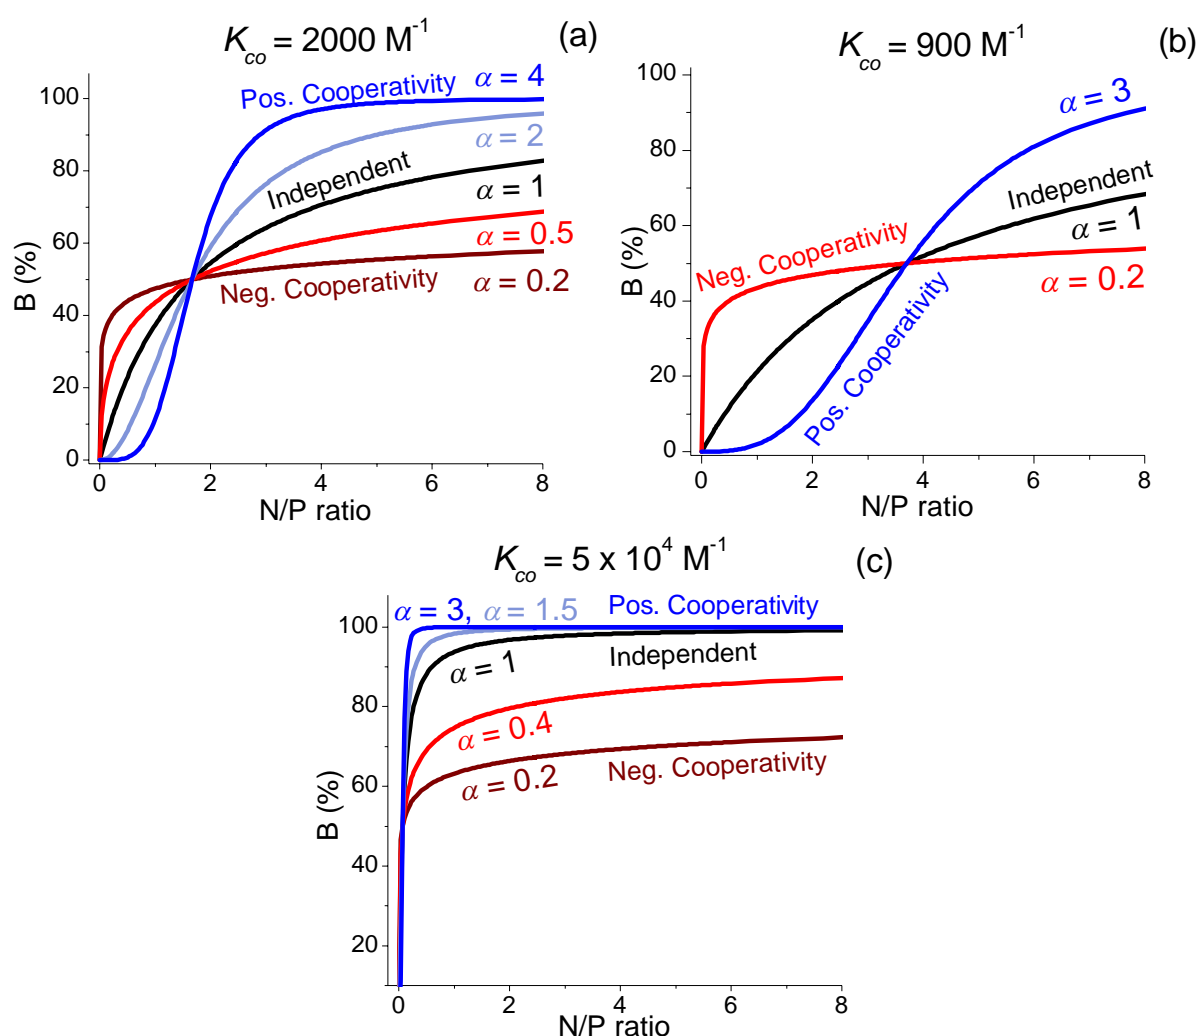 K_co = 2000 M⁻¹
(a)
Pos. Cooperativity
α = 4
α = 2
Independent
α = 1
α = 0.5
Neg. Cooperativity
α = 0.2
B (%)
100
80
60
40
20
0
0 2 4 6 8
N/P ratio
K_co = 900 M⁻¹
(b)
α = 3
Independent
α = 1
Neg. Cooperativity
α = 0.2
Pos. Cooperativity
B (%)
100
80
60
40
20
0
0 2 4 6 8
N/P ratio
K_co = 5 x 10⁴ M⁻¹
(c)
α = 3, α = 1.5
Pos. Cooperativity
Independent
α = 1
α = 0.4
α = 0.2
Neg. Cooperativity
B (%)
100
80
60
40
20
0 2 4 6 8
N/P ratio